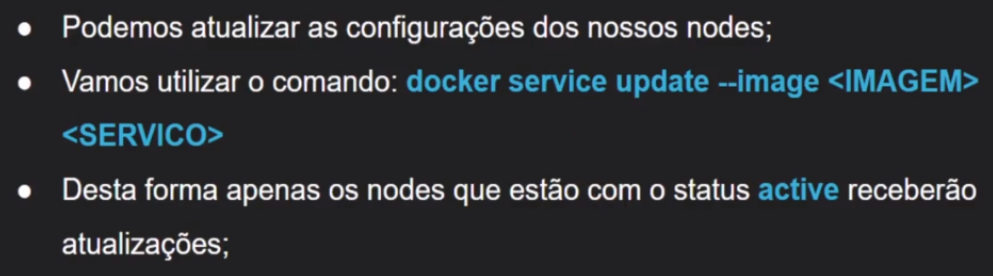 ● Podemos atualizar as configurações dos nossos nodes;
● Vamos utilizar o comando: docker service update --image <IMAGEM>
<SERVICO>
● Desta forma apenas os nodes que estão com o status active receberão
atualizações;